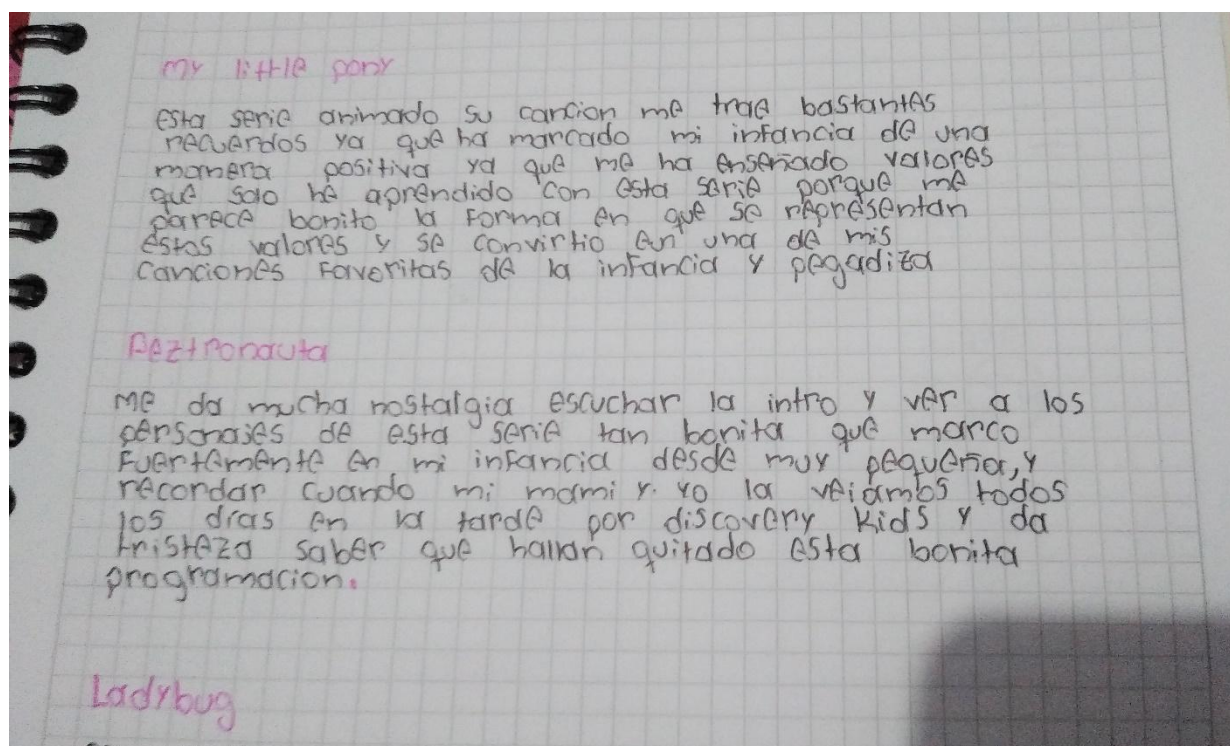 my little pony
esta serie animado su cancion me trae bastantes
recuerdos ya que ha marcado mi infancia de una
manera positiva ya que me ha enseñado valores
que solo he aprendido con esta serie porque me
parece bonito la forma en que se representan
estos valores y se convirtio en una de mis
canciones favoritas de la infancia y pegadiza
Peztronauta
me da mucha nostalgia escuchar la intro y ver a los
personajes de esta serie tan bonita que marco
fuertemente en mi infancia desde muy pequeña, y
recordar cuando mi mami y yo la veiamos todos
los dias en la tarde por discovery kids y da
tristeza saber que hallan quitado esta bonita
programacion.
Ladybug